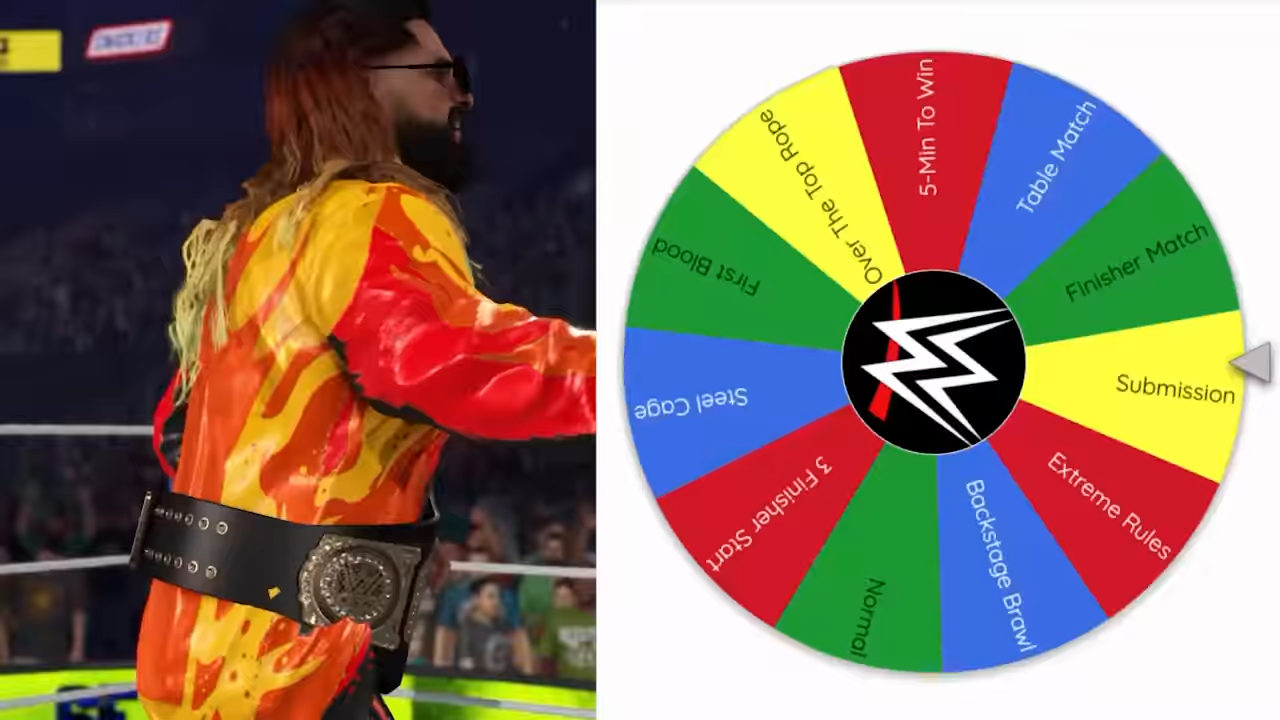 5-Min To Win
Table Match
Finisher Match
Submission
Extreme Rules
Backstage Brawl
Normal
3 Finisher Start
Steel Cage
First Blood
Over The Top Rope